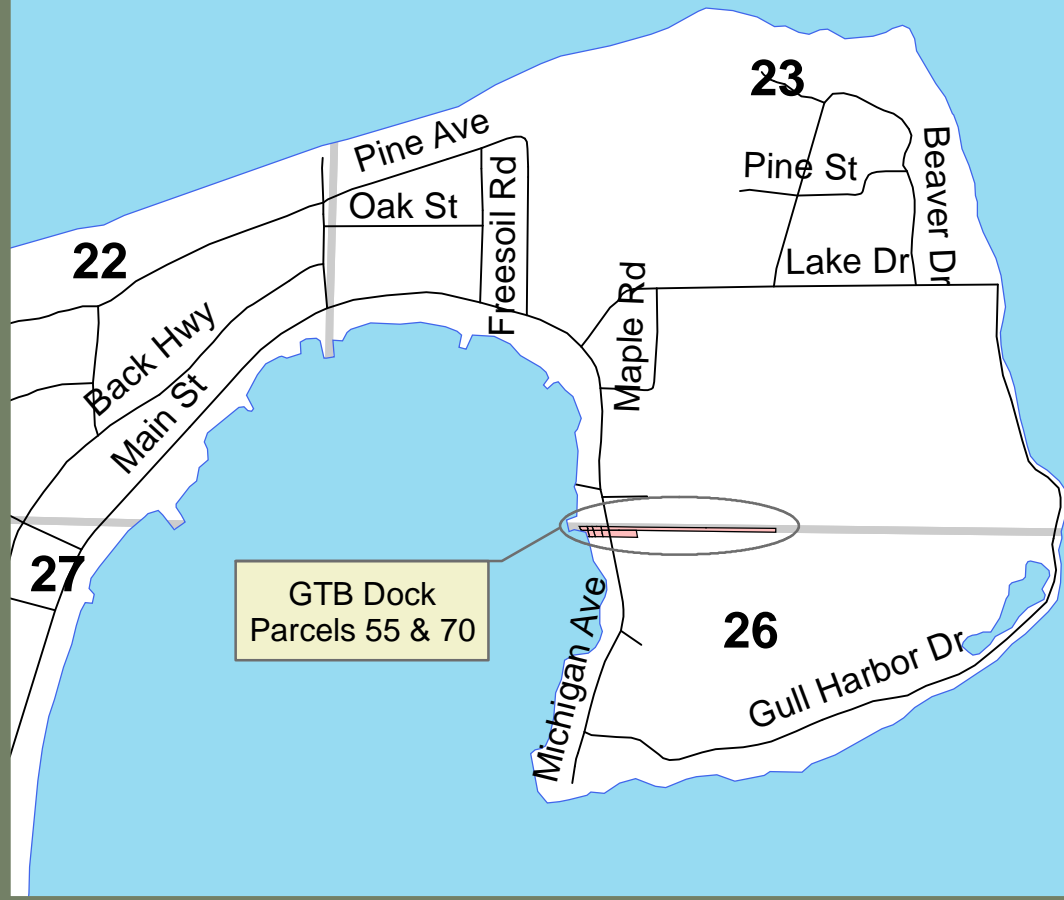 23
Pine Ave
Beaver Dr
Pine St
Oak St
Freesoil Rd
22
Lake Dr
Maple Rd
Back Hwy
Main St
27
GTB Dock
Parcels 55 & 70
26
Michigan Ave
Gull Harbor Dr